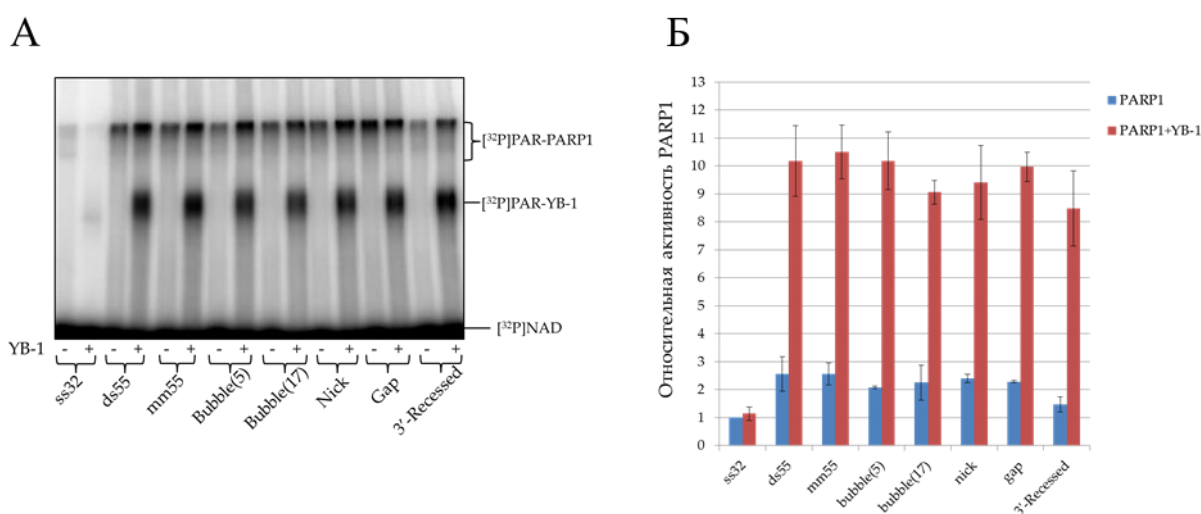 А
[³²P]PAR-PARP1
[³²P]PAR-YB-1
[³²P]NAD
YB-1 - + - + - + - + - + - + - + - +
ss32
ds55
mm55
Bubble(5)
Bubble(17)
Nick
Gap
3'-Recessed
Б
Относительная активность PARP1
13
12
11
10
9
8
7
6
5
4
3
2
1
0
ss32
ds55
mm55
bubble(5)
bubble(17)
nick
gap
3'-Recessed
PARP1
PARP1+YB-1